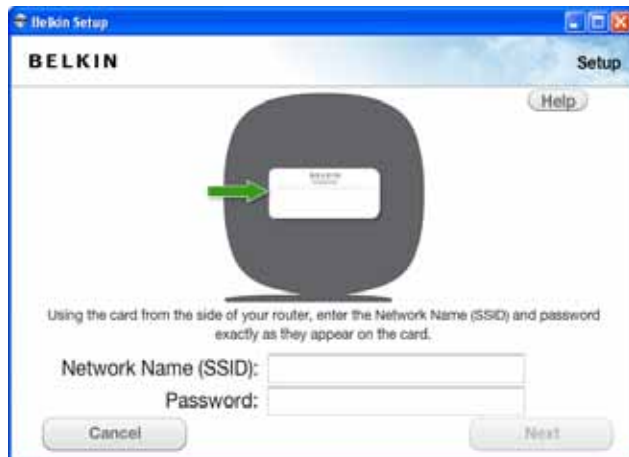 Belkin Setup
BELKIN
Setup
Help
BELKIN
Using the card from the side of your router, enter the Network Name (SSID) and password
exactly as they appear on the card.
Network Name (SSID):
Password:
Cancel
Next